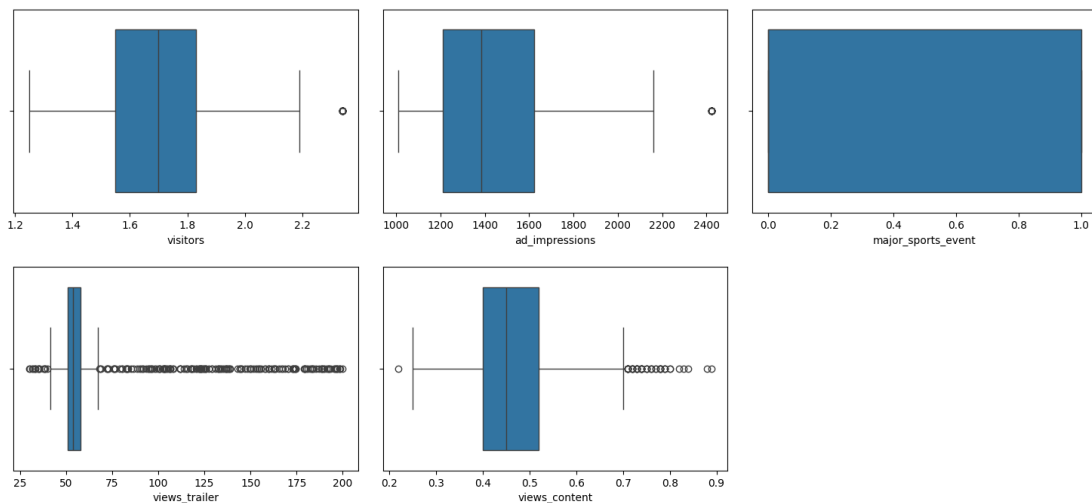 1.2 1.4 1.6 1.8 2.0 2.2
visitors
1000 1200 1400 1600 1800 2000 2200 2400
ad_impressions
0.0 0.2 0.4 0.6 0.8 1.0
major_sports_event
25 50 75 100 125 150 175 200
views_trailer
0.2 0.3 0.4 0.5 0.6 0.7 0.8 0.9
views_content